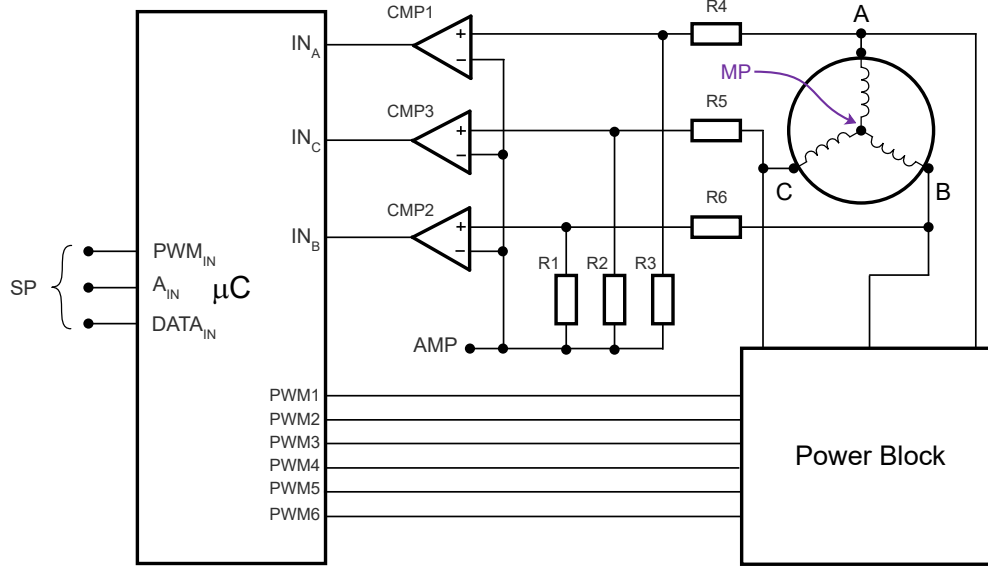 CMP1
R4
A
IN_A
+
−
MP
CMP3
R5
IN_C
+
−
C
B
CMP2
R6
IN_B
+
−
PWM_IN
R1
R2
R3
SP
A_IN
µC
DATA_IN
AMP
PWM1
PWM2
PWM3
PWM4
PWM5
PWM6
Power Block